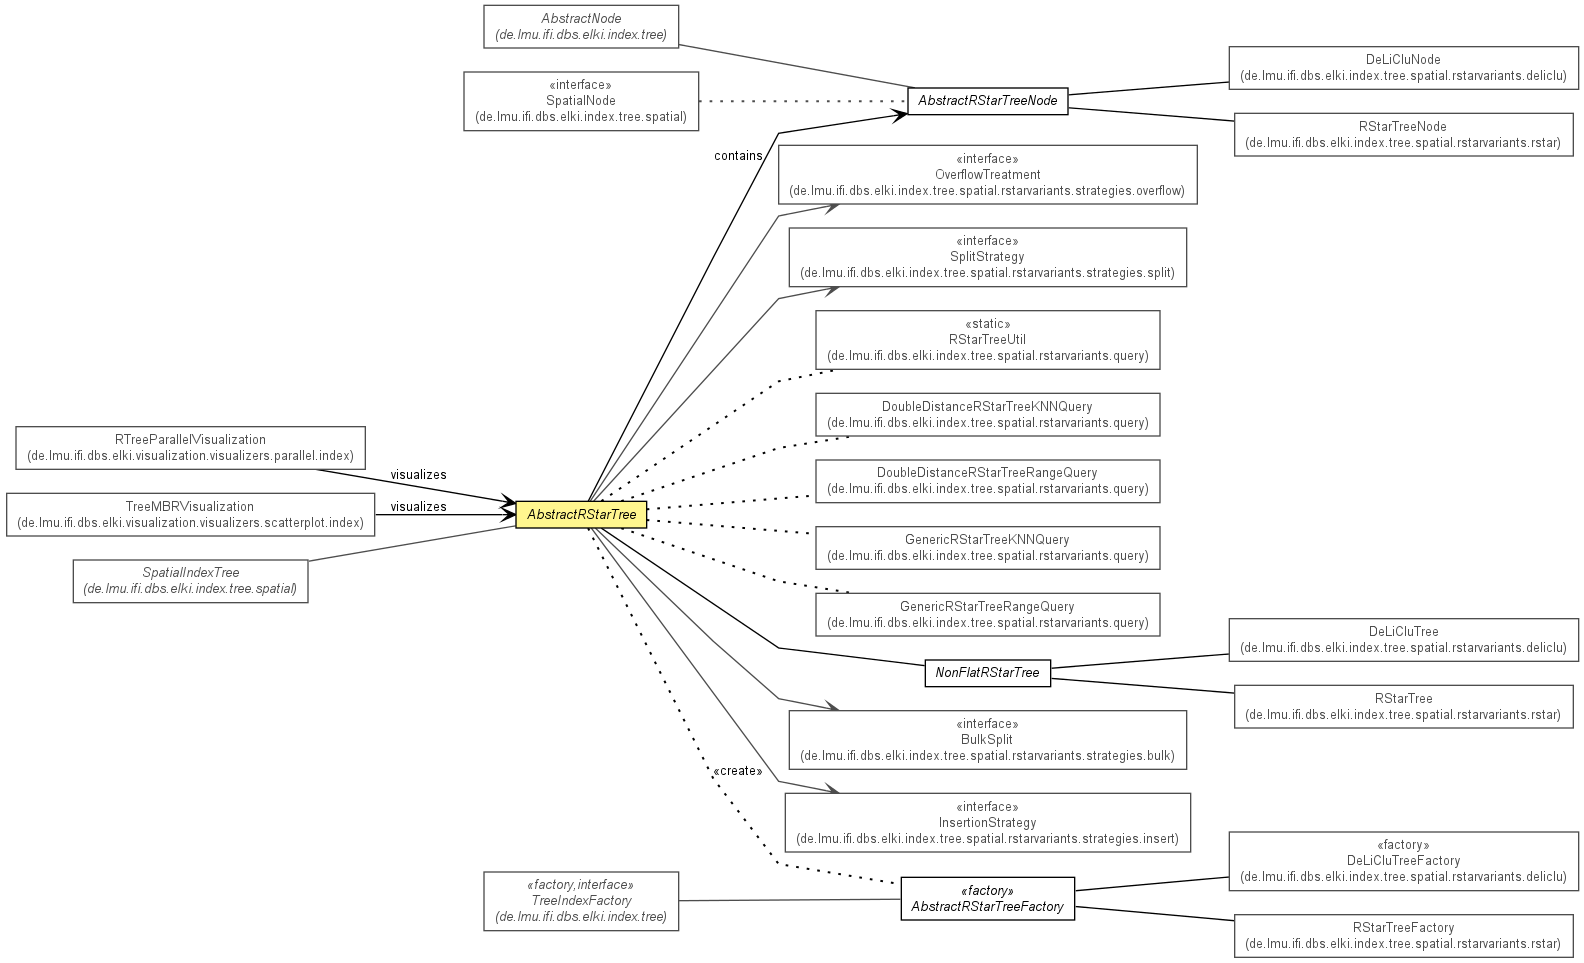 AbstractNode
(de.lmu.ifi.dbs.elki.index.tree)
«interface»
SpatialNode
(de.lmu.ifi.dbs.elki.index.tree.spatial)
AbstractRStarTreeNode
DeLiCluNode
(de.lmu.ifi.dbs.elki.index.tree.spatial.rstarvariants.deliclu)
RStarTreeNode
(de.lmu.ifi.dbs.elki.index.tree.spatial.rstarvariants.rstar)
contains
«interface»
OverflowTreatment
(de.lmu.ifi.dbs.elki.index.tree.spatial.rstarvariants.strategies.overflow)
«interface»
SplitStrategy
(de.lmu.ifi.dbs.elki.index.tree.spatial.rstarvariants.strategies.split)
«static»
RStarTreeUtil
(de.lmu.ifi.dbs.elki.index.tree.spatial.rstarvariants.query)
DoubleDistanceRStarTreeKNNQuery
(de.lmu.ifi.dbs.elki.index.tree.spatial.rstarvariants.query)
RTreeParallelVisualization
(de.lmu.ifi.dbs.elki.visualization.visualizers.parallel.index)
visualizes
TreeMBRVisualization
(de.lmu.ifi.dbs.elki.visualization.visualizers.scatterplot.index)
visualizes
AbstractRStarTree
SpatialIndexTree
(de.lmu.ifi.dbs.elki.index.tree.spatial)
DoubleDistanceRStarTreeRangeQuery
(de.lmu.ifi.dbs.elki.index.tree.spatial.rstarvariants.query)
GenericRStarTreeKNNQuery
(de.lmu.ifi.dbs.elki.index.tree.spatial.rstarvariants.query)
GenericRStarTreeRangeQuery
(de.lmu.ifi.dbs.elki.index.tree.spatial.rstarvariants.query)
NonFlatRStarTree
DeLiCluTree
(de.lmu.ifi.dbs.elki.index.tree.spatial.rstarvariants.deliclu)
RStarTree
(de.lmu.ifi.dbs.elki.index.tree.spatial.rstarvariants.rstar)
«interface»
BulkSplit
(de.lmu.ifi.dbs.elki.index.tree.spatial.rstarvariants.strategies.bulk)
«create»
«interface»
InsertionStrategy
(de.lmu.ifi.dbs.elki.index.tree.spatial.rstarvariants.strategies.insert)
«factory,interface»
TreeIndexFactory
(de.lmu.ifi.dbs.elki.index.tree)
«factory»
AbstractRStarTreeFactory
«factory»
DeLiCluTreeFactory
(de.lmu.ifi.dbs.elki.index.tree.spatial.rstarvariants.deliclu)
RStarTreeFactory
(de.lmu.ifi.dbs.elki.index.tree.spatial.rstarvariants.rstar)